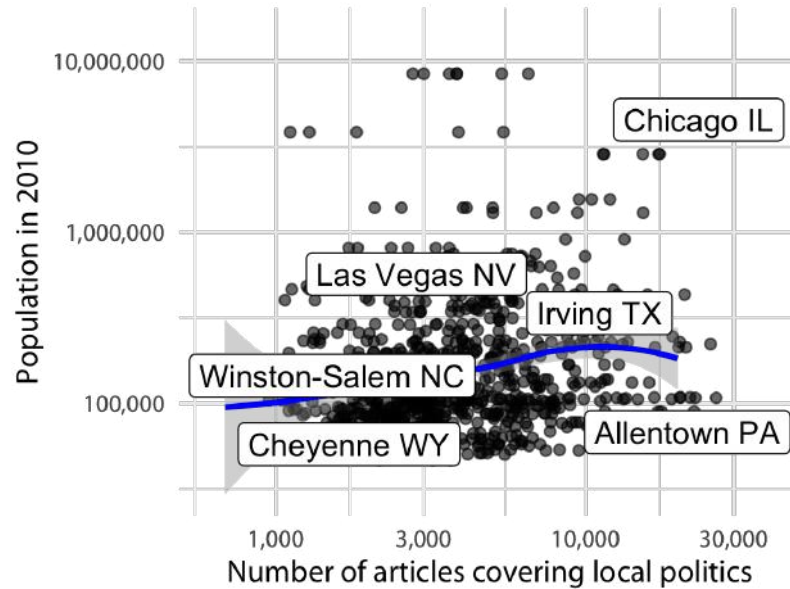 10,000,000
Chicago IL
Population in 2010
1,000,000
Las Vegas NV
Irving TX
Winston-Salem NC
100,000
Allentown PA
Cheyenne WY
1,000 3,000 10,000 30,000
Number of articles covering local politics